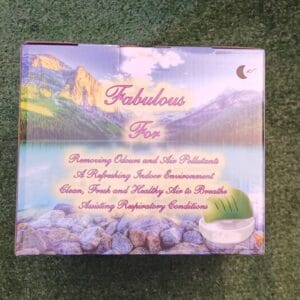 Fabulous
For
Removing Odours and Air Pollutants
A Refreshing Indoor Environment
Clean, Fresh and Healthy Air to Breathe
Assisting Respiratory Conditions